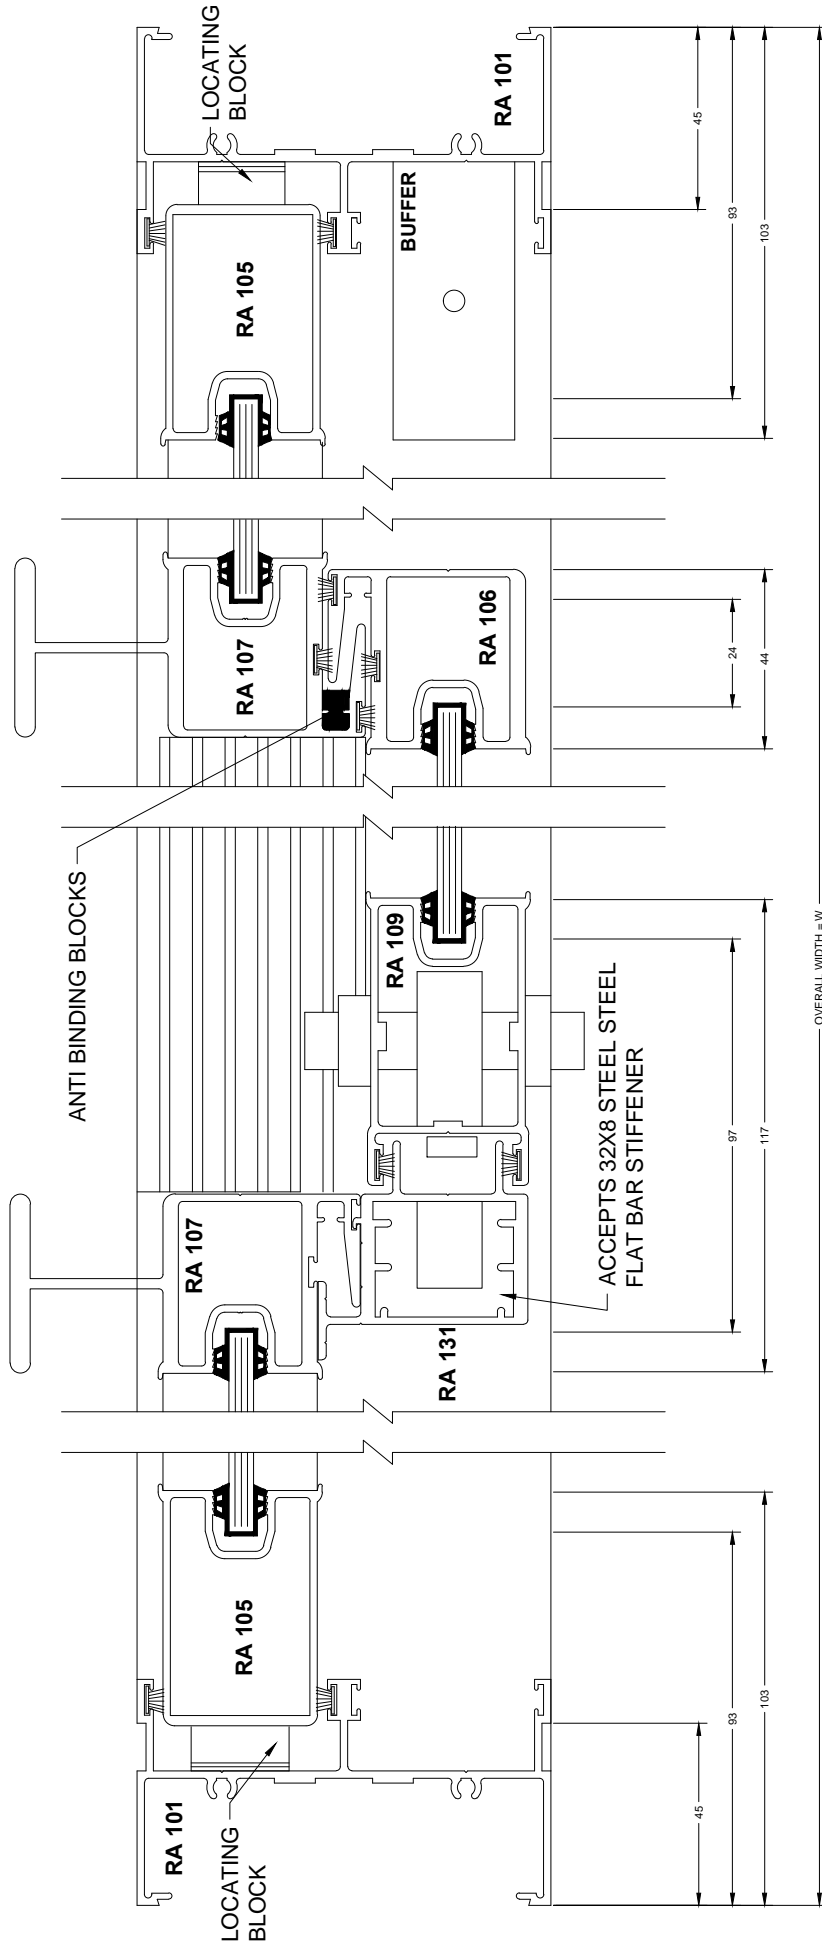 RA 101
LOCATING
BLOCK
RA 105
RA 107
RA 131
ACCEPTS 32X8 STEEL STEEL
FLAT BAR STIFFENER
RA 109
ANTI BINDING BLOCKS
RA 107
RA 106
RA 105
BUFFER
LOCATING
BLOCK
RA 101
45
93
103
97
117
24
44
45
93
103
OVERALL WIDTH = W